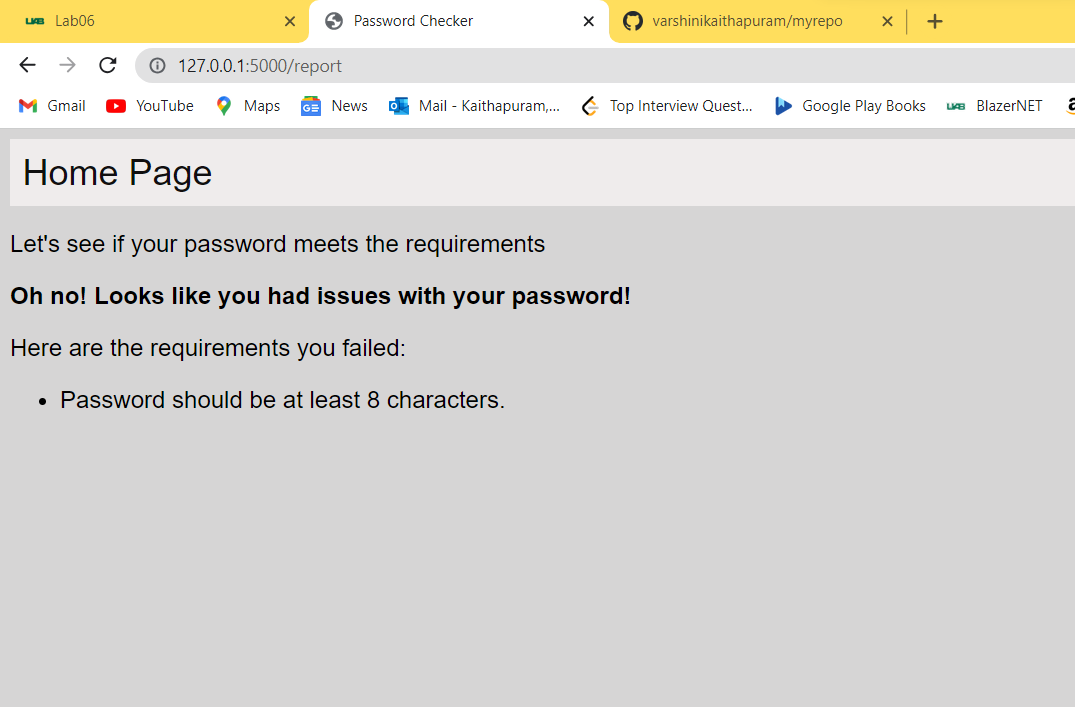 UAB Lab06 Password Checker varshinikaithapuram/myrepo
127.0.0.1:5000/report
Gmail YouTube Maps GE News Mail - Kaithapuram,... Top Interview Quest... Google Play Books UAB BlazerNET a
Home Page
Let's see if your password meets the requirements
Oh no! Looks like you had issues with your password!
Here are the requirements you failed:
• Password should be at least 8 characters.